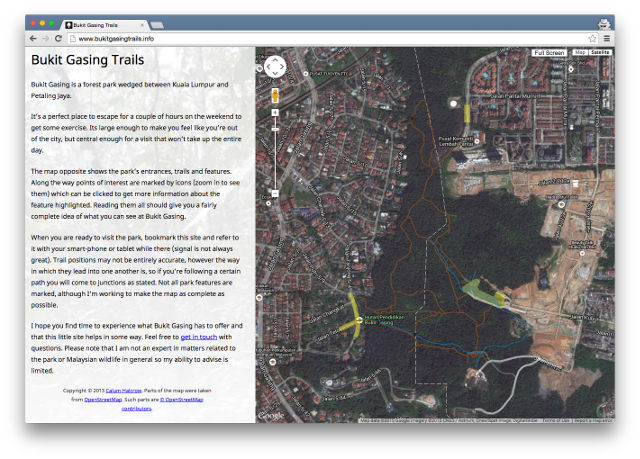 Bukit Gasing Trails
www.bukitgasingtrails.info
Bukit Gasing Trails
Bukit Gasing is a forest park wedged between Kuala Lumpur and
Petaling Jaya.
It's a perfect place to escape for a couple of hours on the weekend to
get some exercise. Its large enough to make you feel like you're out
of the city, but central enough for a visit that won't take up the entire
day.
The map opposite shows the park's entrances, trails and features.
Along the way points of interest are marked by icons (zoom in to see
them) which can be clicked to get more information about the
feature highlighted. Reading them all should give you a fairly
complete idea of what you can see at Bukit Gasing.
When you are ready to visit the park, bookmark this site and refer to
it with your smart-phone or tablet while there (signal is not always
great). Trail positions may not be entirely accurate, however the way
in which they lead into one another is, so if you're following a certain
path you will come to junctions as stated. Not all park features are
marked, although I'm working to make the map as complete as
possible.
I hope you find time to experience what Bukit Gasing has to offer and
that this little site helps in some way. Feel free to get in touch with
questions. Please note that I am not an expert in matters related to
the park or Malaysian wildlife in general so my ability to advise is
limited.
Copyright © 2013 Calum Halcrow. Parts of the map were taken
from OpenStreetMap. Such parts are © OpenStreetMap
contributors.
Full Screen
Map
Satellite
Jalan Pantai Murni
Pusat Komuniti
Lembah Pantai
Hutan Pendidikan
Bukit Gasing
Google
Terms of Use
Report a map error